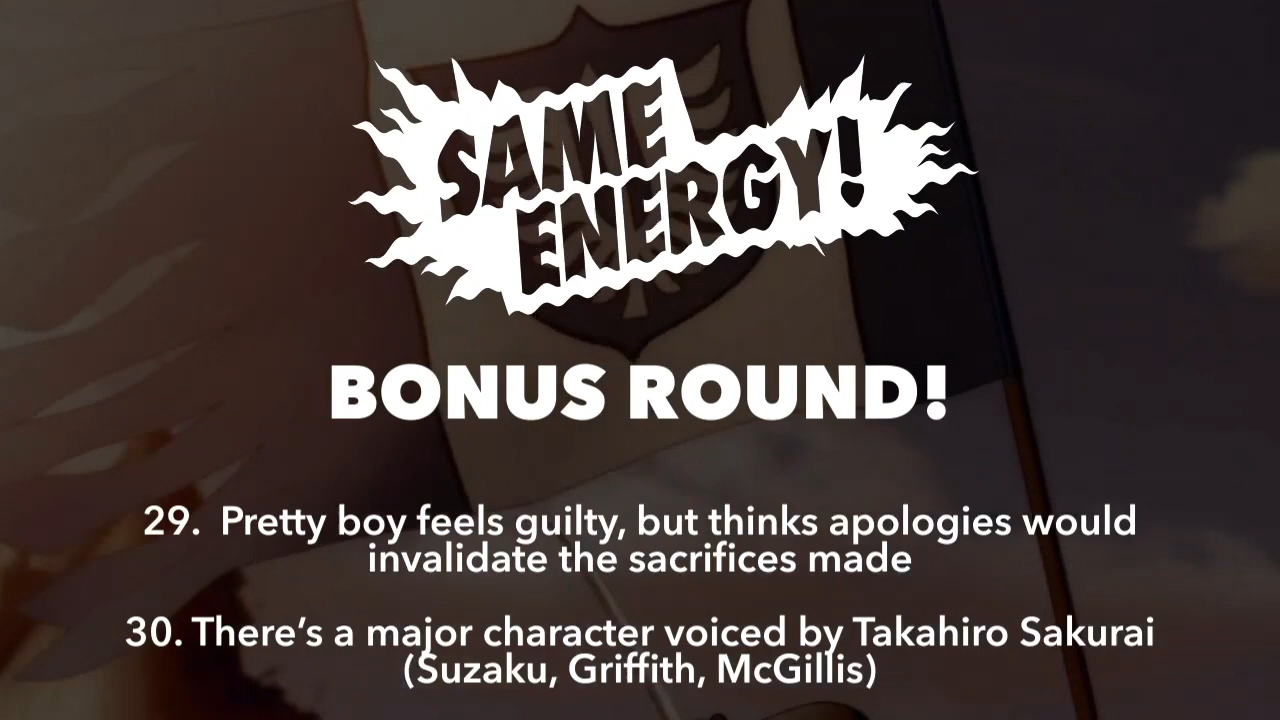 SAME
ENERGY!
BONUS ROUND!
29. Pretty boy feels guilty, but thinks apologies would
invalidate the sacrifices made
30. There's a major character voiced by Takahiro Sakurai
(Suzaku, Griffith, McGillis)